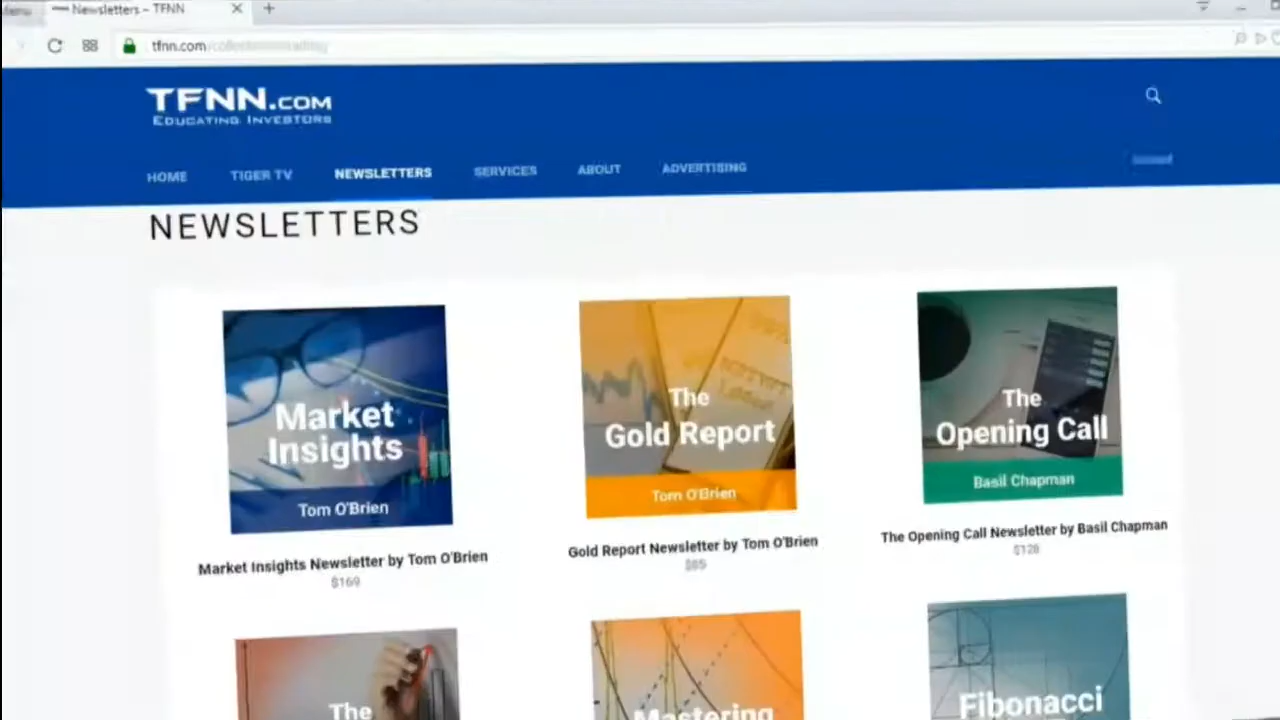 Newsletters – TFNN
tfnn.com
TFNN.COM
EDUCATING INVESTORS
HOME
TIGER TV
NEWSLETTERS
SERVICES
ABOUT
ADVERTISING
NEWSLETTERS
Market
Insights
Tom O'Brien
Market Insights Newsletter by Tom O'Brien
$169
The
Gold Report
Tom O'Brien
Gold Report Newsletter by Tom O'Brien
The
Opening Call
Basil Chapman
The Opening Call Newsletter by Basil Chapman
The
Mastering
Fibonacci